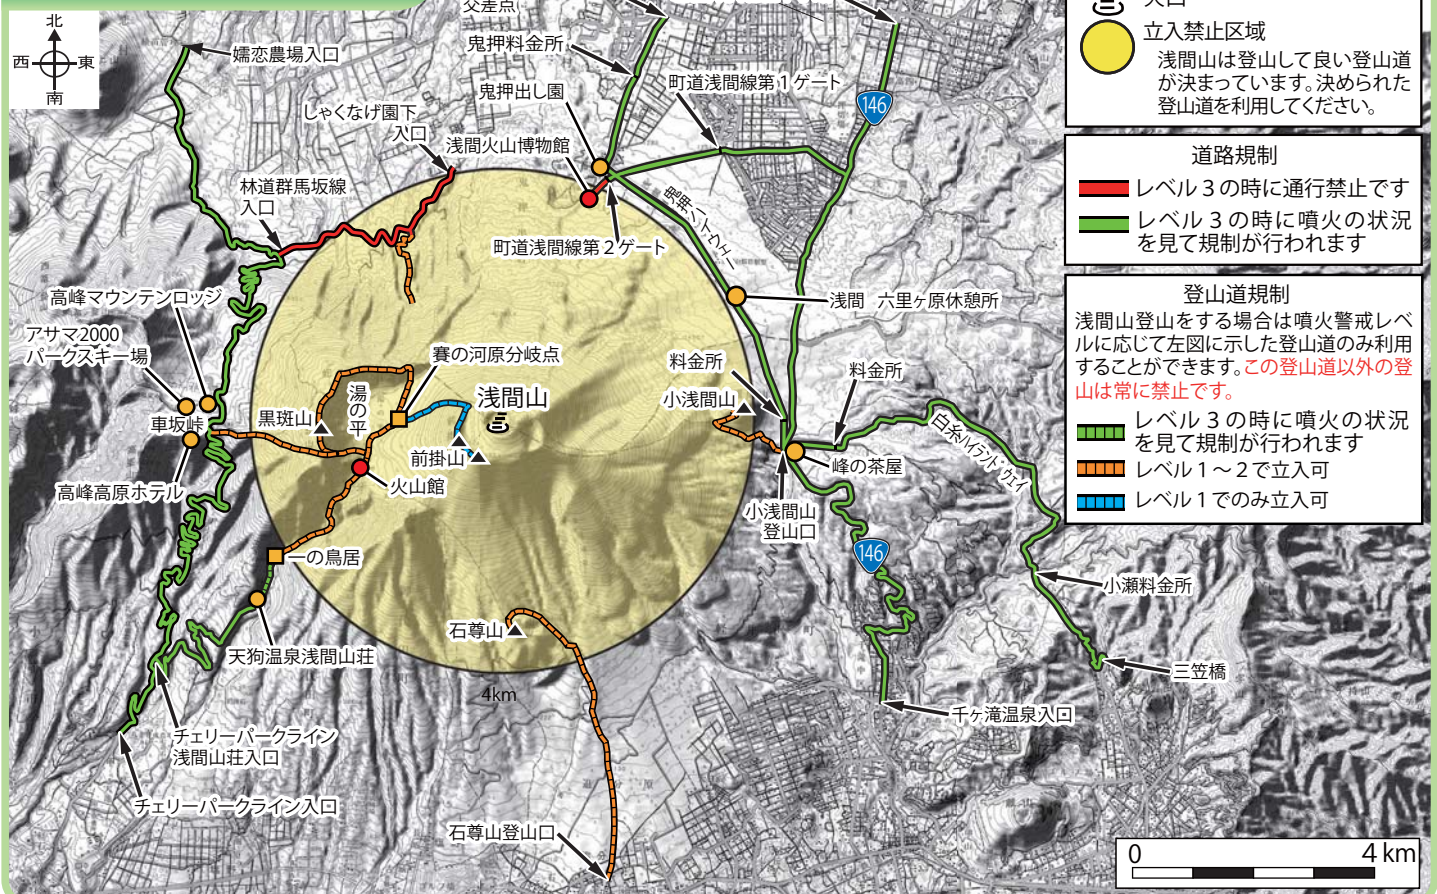 北
西
東
南
交差点
嬬恋農場入口
鬼押料金所
鬼押出し園
町道浅間線第1ゲート
しゃくなげ園下
入口
浅間火山博物館
146
林道群馬坂線
入口
鬼押ハイウェー
町道浅間線第2ゲート
高峰マウンテンロッジ
アサマ2000
パークスキー場
浅間 六里ヶ原休憩所
賽の河原分岐点
料金所
料金所
浅間山
小浅間山
湯の平
黒斑山
車坂峠
前掛山
白糸ハイランド・ウェイ
峰の茶屋
火山館
高峰高原ホテル
小浅間山
登山口
146
一の鳥居
小瀬料金所
石尊山
天狗温泉浅間山荘
三笠橋
4km
千ヶ滝温泉入口
チェリーパークライン
浅間山荘入口
チェリーパークライン入口
石尊山登山口
火口
立入禁止区域
浅間山は登山して良い登山道
が決まっています。決められた
登山道を利用してください。
道路規制
レベル3の時に通行禁止です
レベル3の時に噴火の状況
を見て規制が行われます
登山道規制
浅間山登山をする場合は噴火警戒レベ
ルに応じて左図に示した登山道のみ利用
することができます。この登山道以外の登
山は常に禁止です。
レベル3の時に噴火の状況
を見て規制が行われます
レベル1～2で立入可
レベル1でのみ立入可
0
4 km